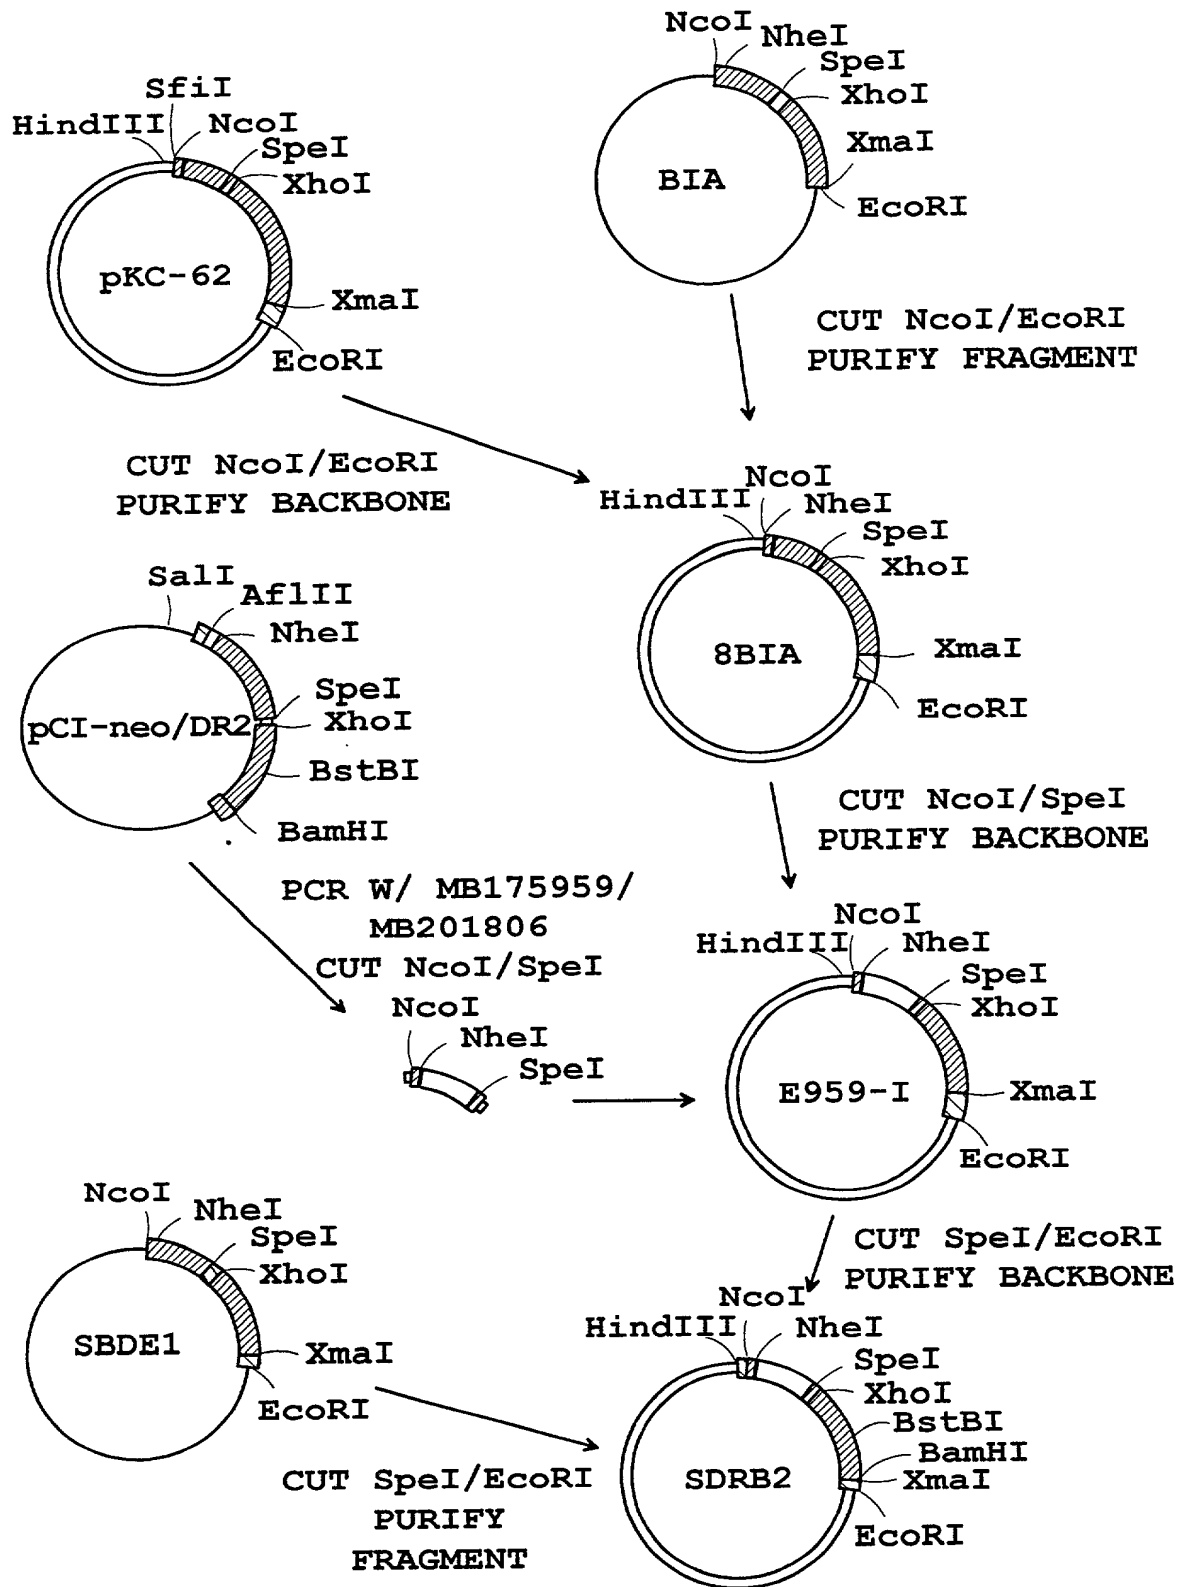 NcoI
NheI
SpeI
XhoI
XmaI
EcoRI
BIA
SfiI
HindIII
NcoI
SpeI
XhoI
pKC-62
XmaI
EcoRI
CUT NcoI/EcoRI
PURIFY FRAGMENT
CUT NcoI/EcoRI
PURIFY BACKBONE
NcoI
HindIII
NheI
SpeI
XhoI
8BIA
XmaI
EcoRI
SalI
AflII
NheI
SpeI
XhoI
pCI-neo/DR2
BstBI
BamHI
CUT NcoI/SpeI
PURIFY BACKBONE
PCR W/ MB175959/
MB201806
CUT NcoI/SpeI
NcoI
NheI
SpeI
NcoI
HindIII
NheI
SpeI
XhoI
E959-I
XmaI
EcoRI
NcoI
NheI
SpeI
XhoI
SBDE1
XmaI
EcoRI
CUT SpeI/EcoRI
PURIFY BACKBONE
CUT SpeI/EcoRI
PURIFY
FRAGMENT
NcoI
HindIII
NheI
SpeI
XhoI
BstBI
BamHI
XmaI
SDRB2
EcoRI